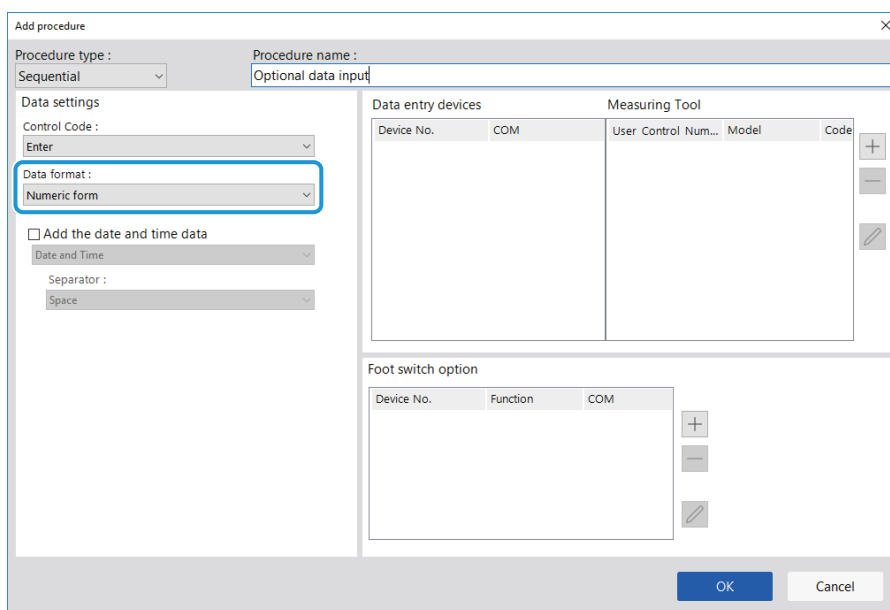 Add procedure
Procedure type :
Procedure name :
Sequential
Optional data input
Data settings
Control Code :
Enter
Data format :
Numeric form
Add the date and time data
Date and Time
Separator :
Space
Data entry devices
Measuring Tool
Device No. COM
User Control Num... Model Code
Foot switch option
Device No. Function COM
OK Cancel